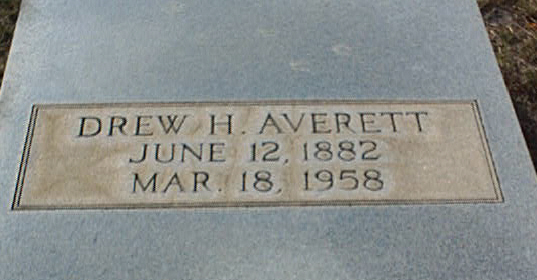 DREW H. AVERETT
JUNE 12, 1882
MAR. 18, 1958